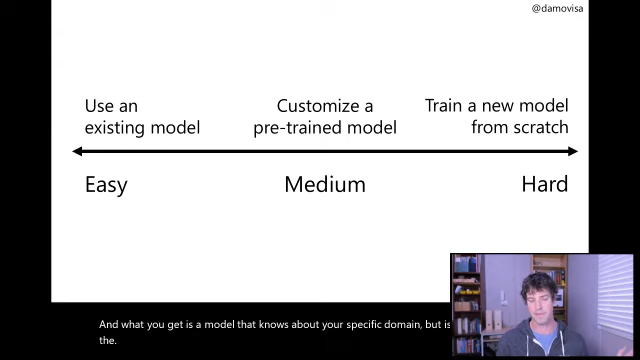 @damovisa
Use an
existing model
Customize a
pre-trained model
Train a new model
from scratch
Easy
Medium
Hard
And what you get is a model that knows about your specific domain, but is
the.